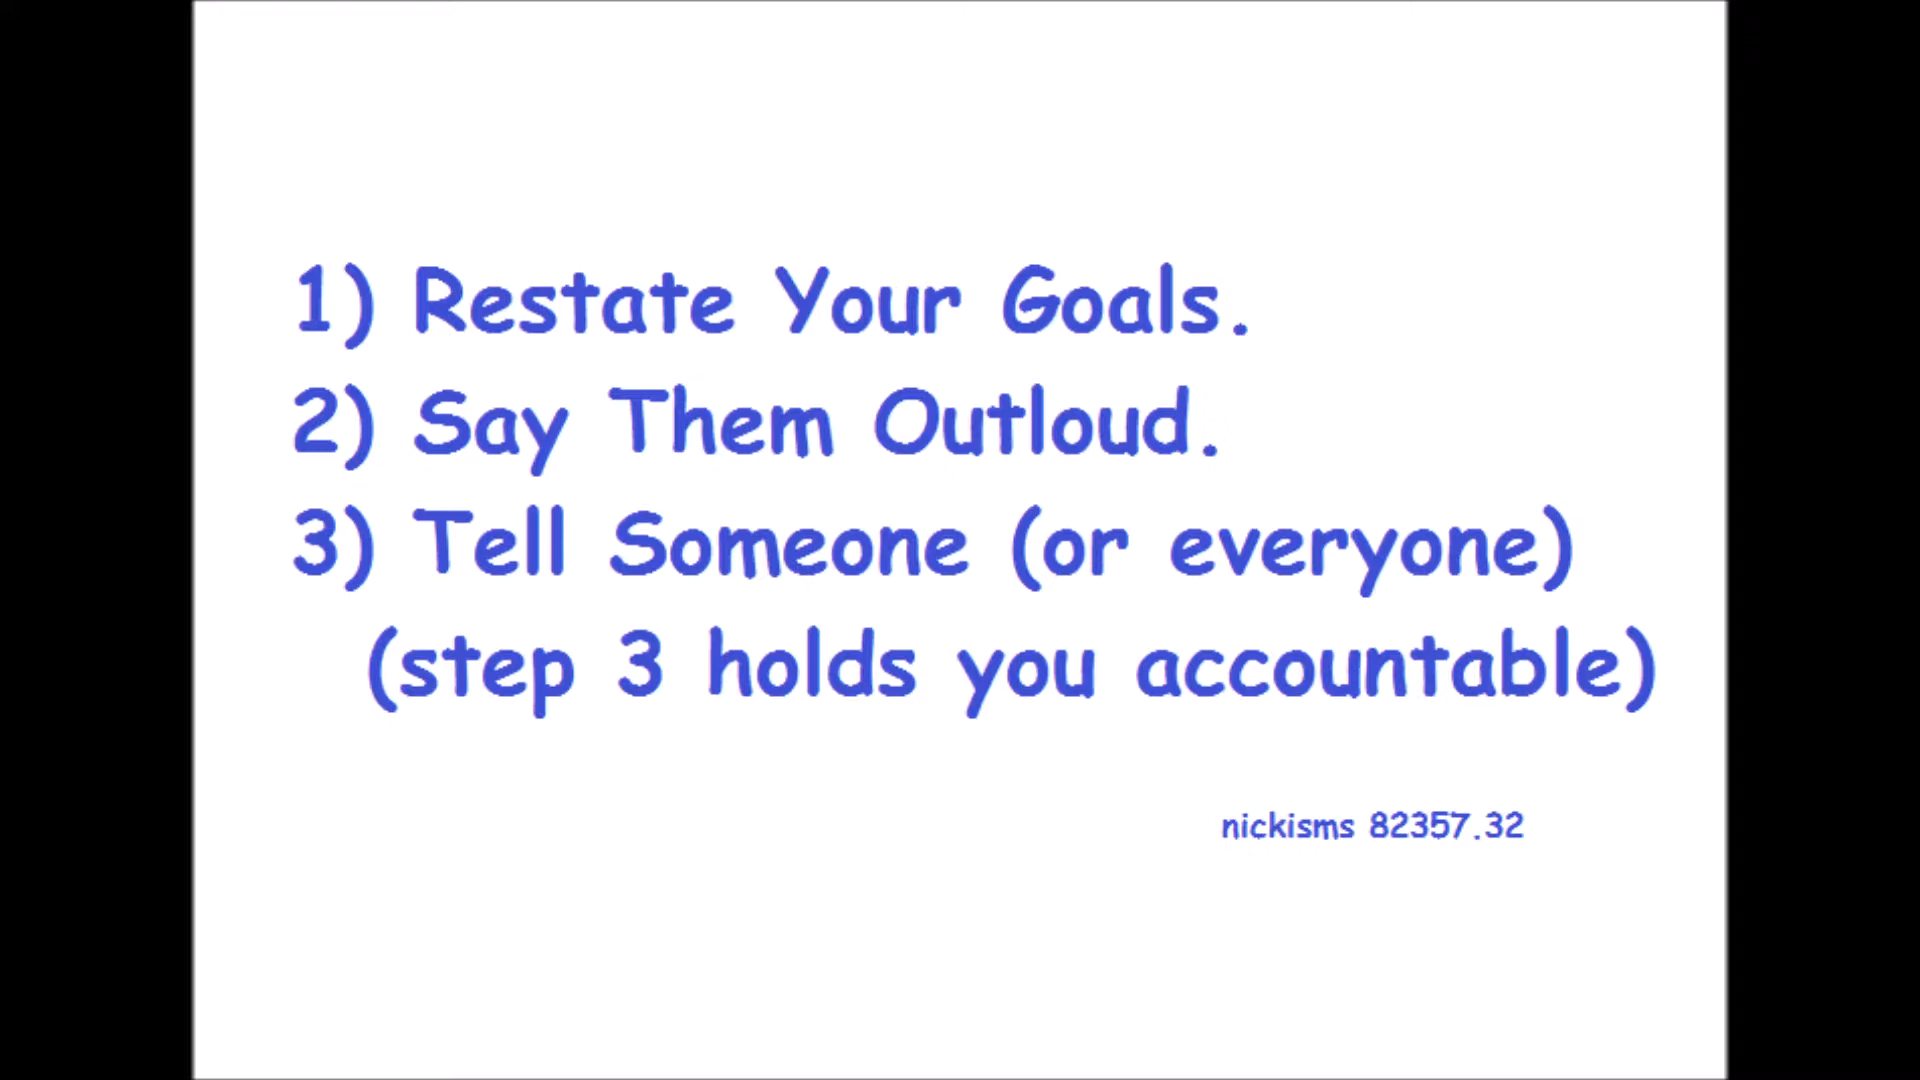 1) Restate Your Goals.
2) Say Them Outloud.
3) Tell Someone (or everyone)
(step 3 holds you accountable)
nickisms 82357.32